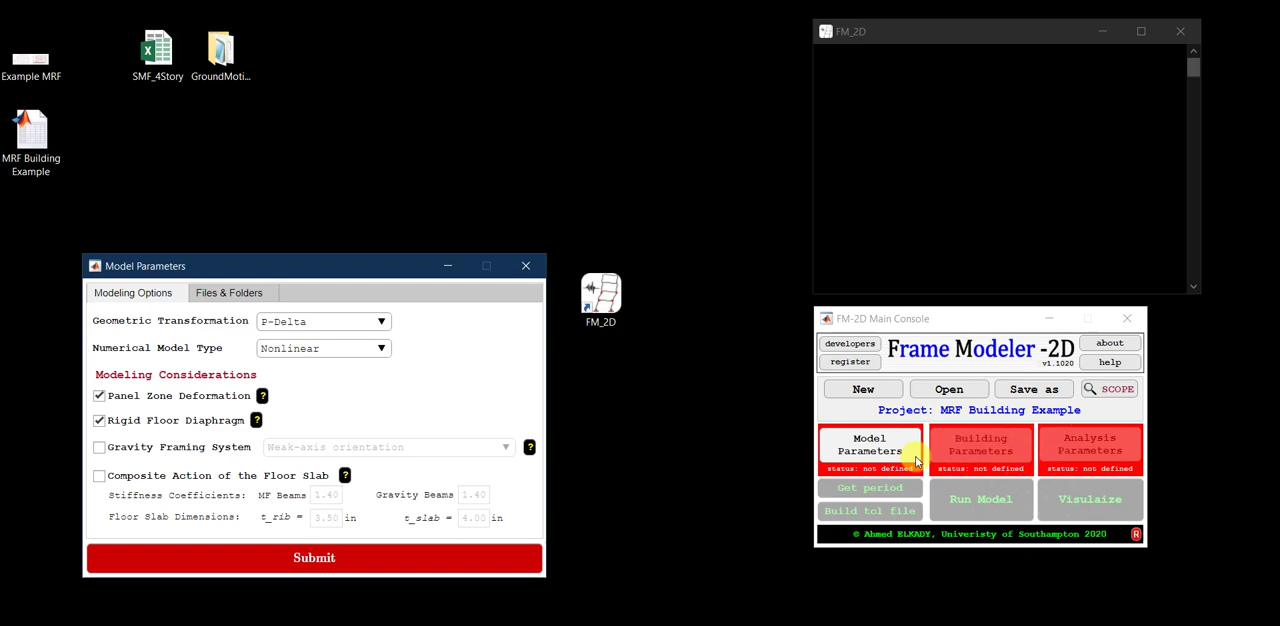 Example MRF
SMF_4Story
GroundMoti...
MRF Building
Example
FM_2D
Model Parameters
Modeling Options
Files & Folders
Geometric Transformation
P-Delta
Numerical Model Type
Nonlinear
Modeling Considerations
Panel Zone Deformation ?
Rigid Floor Diaphragm ?
Gravity Framing System
Weak-axis orientation
?
Composite Action of the Floor Slab ?
Stiffness Coefficients: MF Beams 1.40 Gravity Beams 1.40
Floor Slab Dimensions: t_rib = 3.50 in t_slab = 4.00 in
Submit
FM_2D
FM-2D Main Console
developers
register
Frame Modeler -2D
v1.1020
about
help
New
Open
Save as
SCOPE
Project: MRF Building Example
Model
Parameters
status: not defined
Building
Parameters
status: not defined
Analysis
Parameters
status: not defined
Get period
Build tcl file
Run Model
Visulaize
© Ahmed ELKADY, Univeristy of Southampton 2020
R